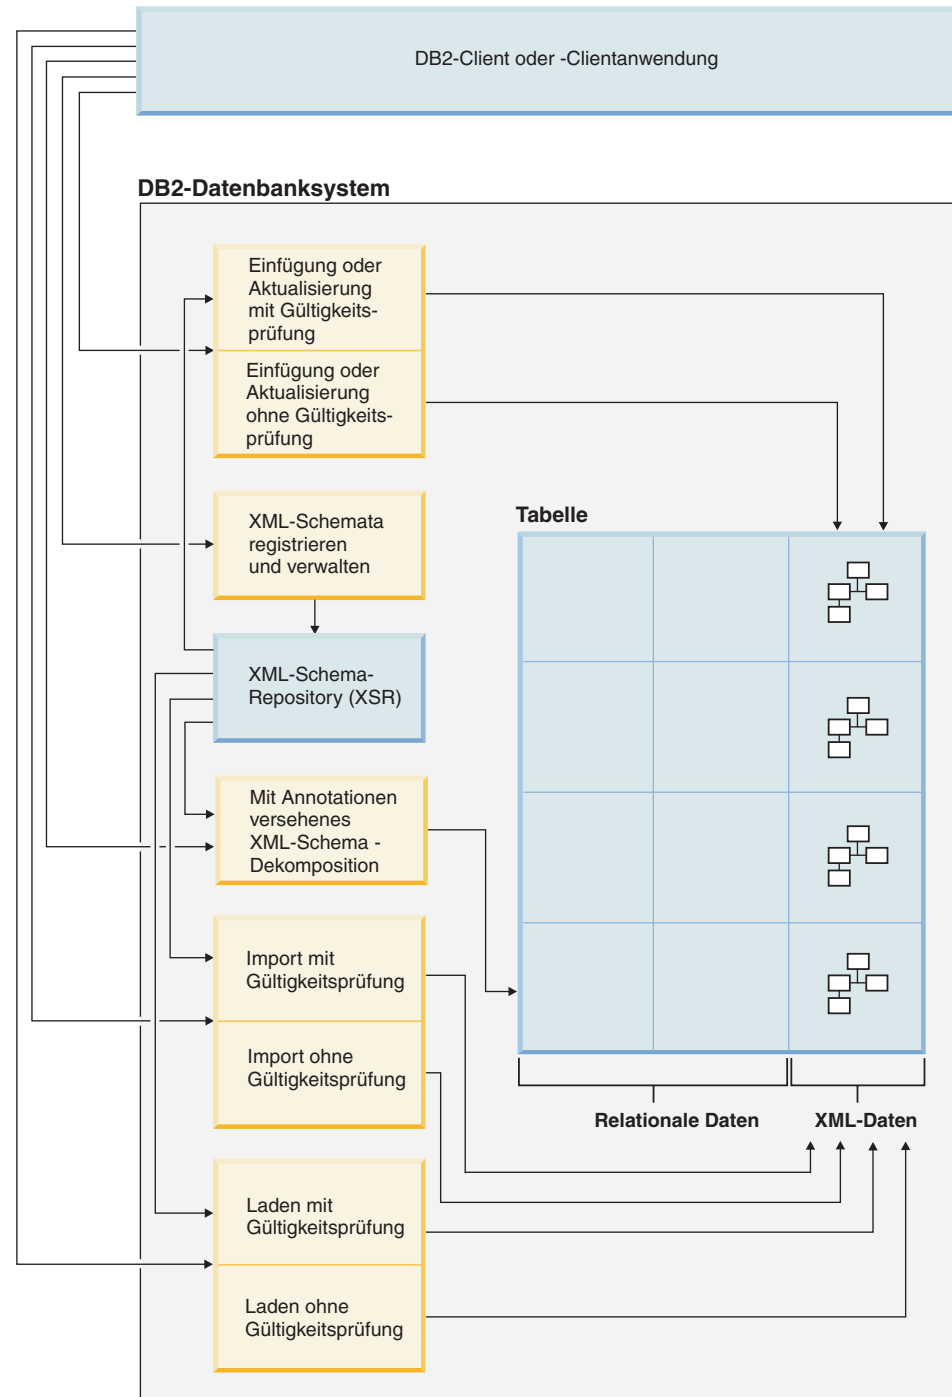 DB2-Client oder -Clientanwendung
DB2-Datenbanksystem
Einfügung oder
Aktualisierung
mit Gültigkeits-
prüfung
Einfügung oder
Aktualisierung
ohne Gültigkeits-
prüfung
XML-Schemata
registrieren
und verwalten
Tabelle
XML-Schema-
Repository (XSR)
Mit Annotationen
versehenes
XML-Schema -
Dekomposition
Import mit
Gültigkeitsprüfung
Import ohne
Gültigkeitsprüfung
Relationale Daten
XML-Daten
Laden mit
Gültigkeitsprüfung
Laden ohne
Gültigkeitsprüfung